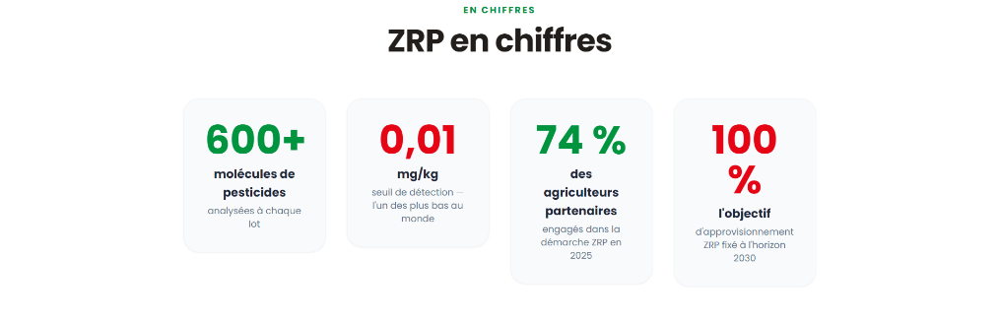 EN CHIFFRES
ZRP en chiffres
600+
molécules de
pesticides
analysées à chaque
lot
0,01
mg/kg
seuil de détection —
l'un des plus bas au
monde
74 %
des
agriculteurs
partenaires
engagés dans la
démarche ZRP en
2025
100
%
l'objectif
d'approvisionnement
ZRP fixé à l'horizon
2030